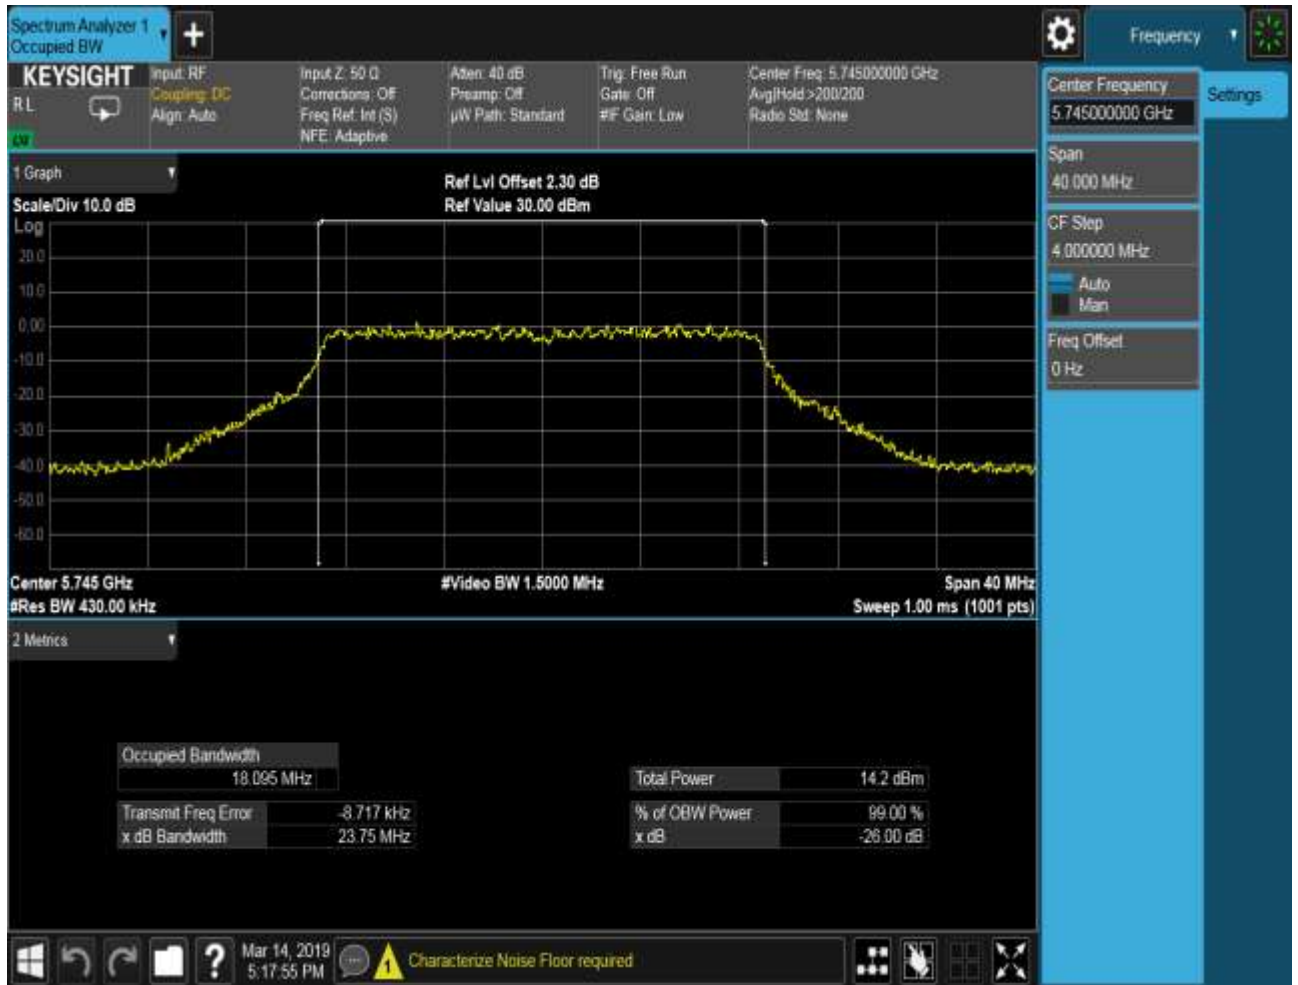 Spectrum Analyzer 1
Occupied BW
Frequency
KEYSIGHT
R L
Input: RF
Coupling: DC
Align: Auto
Input Z: 50 Ω
Corrections: Off
Freq Ref: Int (S)
NFE: Adaptive
Atten: 40 dB
Preamp: Off
µW Path: Standard
Trig: Free Run
Gate: Off
#IF Gain: Low
Center Freq: 5.745000000 GHz
Avg|Hold:>200/200
Radio Std: None
Center Frequency
5.745000000 GHz
Settings
Span
40.000 MHz
CF Step
4.000000 MHz
Auto
Man
Freq Offset
0 Hz
1 Graph
Scale/Div 10.0 dB
Ref Lvl Offset 2.30 dB
Ref Value 30.00 dBm
Log
20.0
10.0
0.00
-10.0
-20.0
-30.0
-40.0
-50.0
-60.0
Center 5.745 GHz
#Video BW 1.5000 MHz
Span 40 MHz
#Res BW 430.00 kHz
Sweep 1.00 ms (1001 pts)
2 Metrics
Occupied Bandwidth
18.095 MHz
Total Power 14.2 dBm
Transmit Freq Error -8.717 kHz
% of OBW Power 99.00 %
x dB Bandwidth 23.75 MHz
x dB -26.00 dB
?
Mar 14, 2019
5:17:55 PM
1
Characterize Noise Floor required